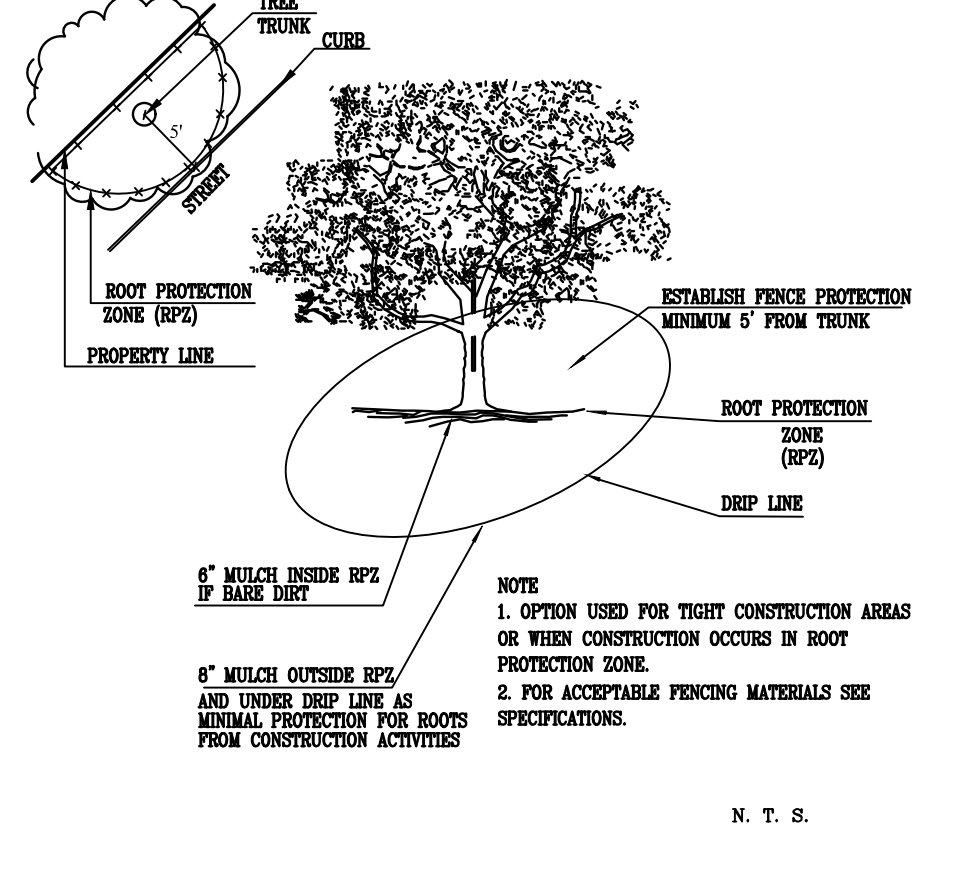 TREE
TRUNK
CURB
5'
STREET
ROOT PROTECTION
ZONE (RPZ)
PROPERTY LINE
ESTABLISH FENCE PROTECTION
MINIMUM 5' FROM TRUNK
ROOT PROTECTION
ZONE
(RPZ)
DRIP LINE
6" MULCH INSIDE RPZ
IF BARE DIRT
8" MULCH OUTSIDE RPZ
AND UNDER DRIP LINE AS
MINIMAL PROTECTION FOR ROOTS
FROM CONSTRUCTION ACTIVITIES
NOTE
1. OPTION USED FOR TIGHT CONSTRUCTION AREAS
OR WHEN CONSTRUCTION OCCURS IN ROOT
PROTECTION ZONE.
2. FOR ACCEPTABLE FENCING MATERIALS SEE
SPECIFICATIONS.
N. T. S.